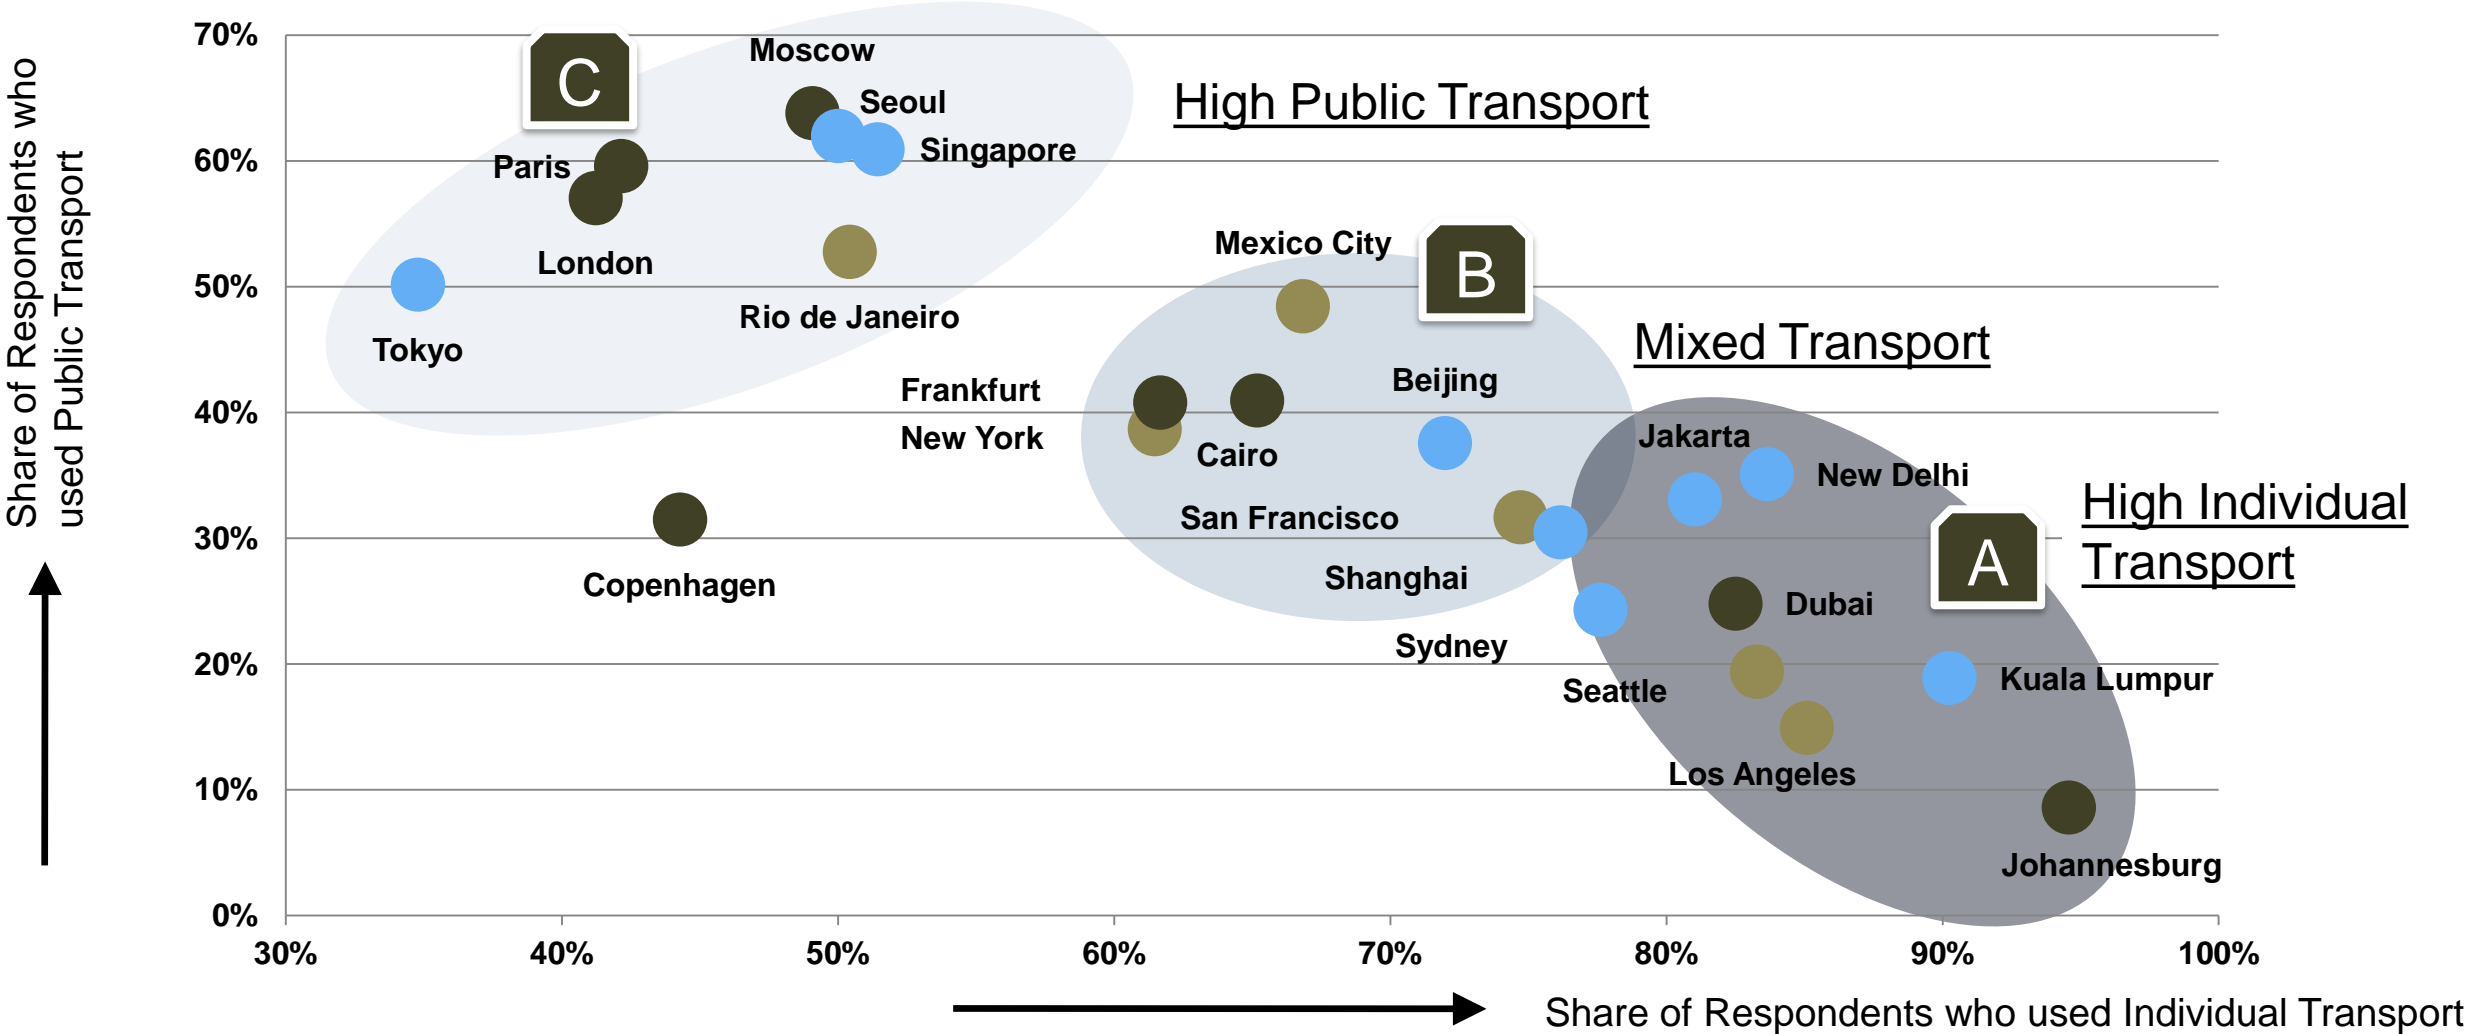 Share of Respondents who
used Public Transport
70%
60%
50%
40%
30%
20%
10%
0%
C
Moscow
Seoul
Singapore
Paris
London
Rio de Janeiro
Tokyo
High Public Transport
Mexico City
B
Mixed Transport
Frankfurt
New York
Cairo
Beijing
San Francisco
Shanghai
Copenhagen
Jakarta
New Delhi
High Individual
Transport
A
Dubai
Sydney
Seattle
Kuala Lumpur
Los Angeles
Johannesburg
30%
40%
50%
60%
70%
80%
90%
100%
Share of Respondents who used Individual Transport